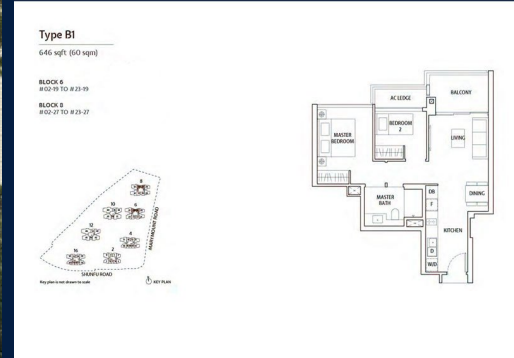 Type B1
646 sqft (60 sqm)
BLOCK 6
#02-19 TO #23-19
BLOCK 8
#02-27 TO #23-27
AC LEDGE
BALCONY
BEDROOM
2
MASTER
BEDROOM
LIVING
MASTER
BATH
DB
F
DINING
KITCHEN
D
W/D
8
10
6
12
4
16
2
MARYMOUNT ROAD
SHUNFU ROAD
Key plan is not drawn to scale
KEY PLAN